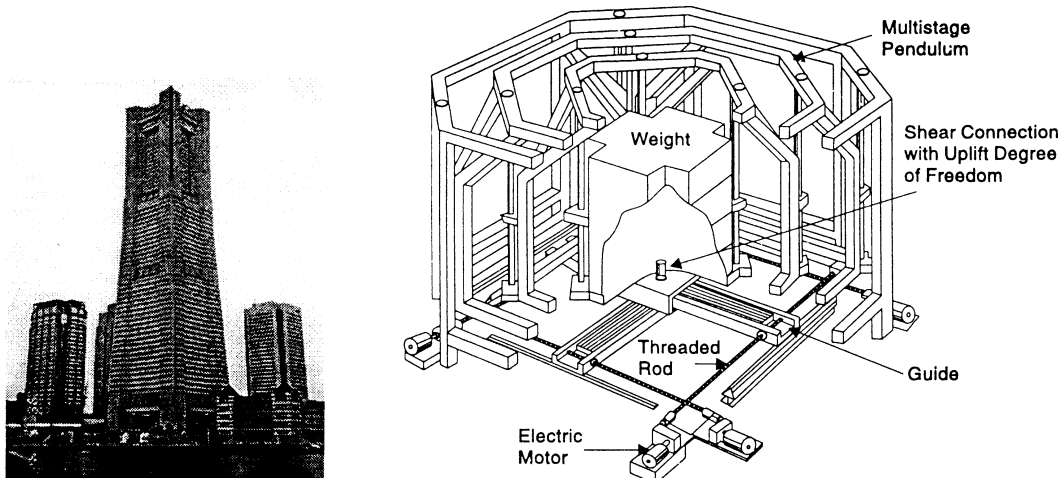 Multistage
Pendulum
Weight
Shear Connection
with Uplift Degree
of Freedom
Threaded
Rod
Guide
Electric
Motor